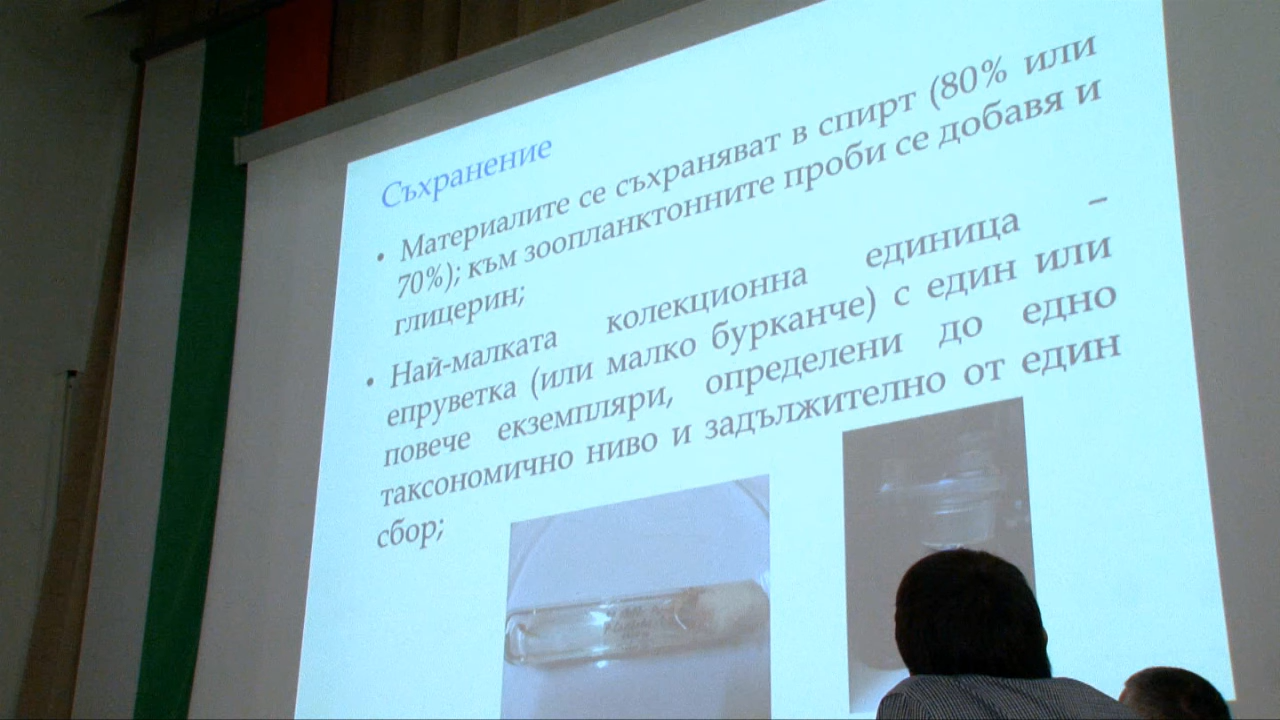 Съхранение
• Материалите се съхраняват в спирт (80% или
70%); към зоопланктонните проби се добавя и
глицерин;
• Най-малката колекционна единица –
епруветка (или малко бурканче) с един или
повече екземпляри, определени до едно
таксономично ниво и задължително от един
сбор;